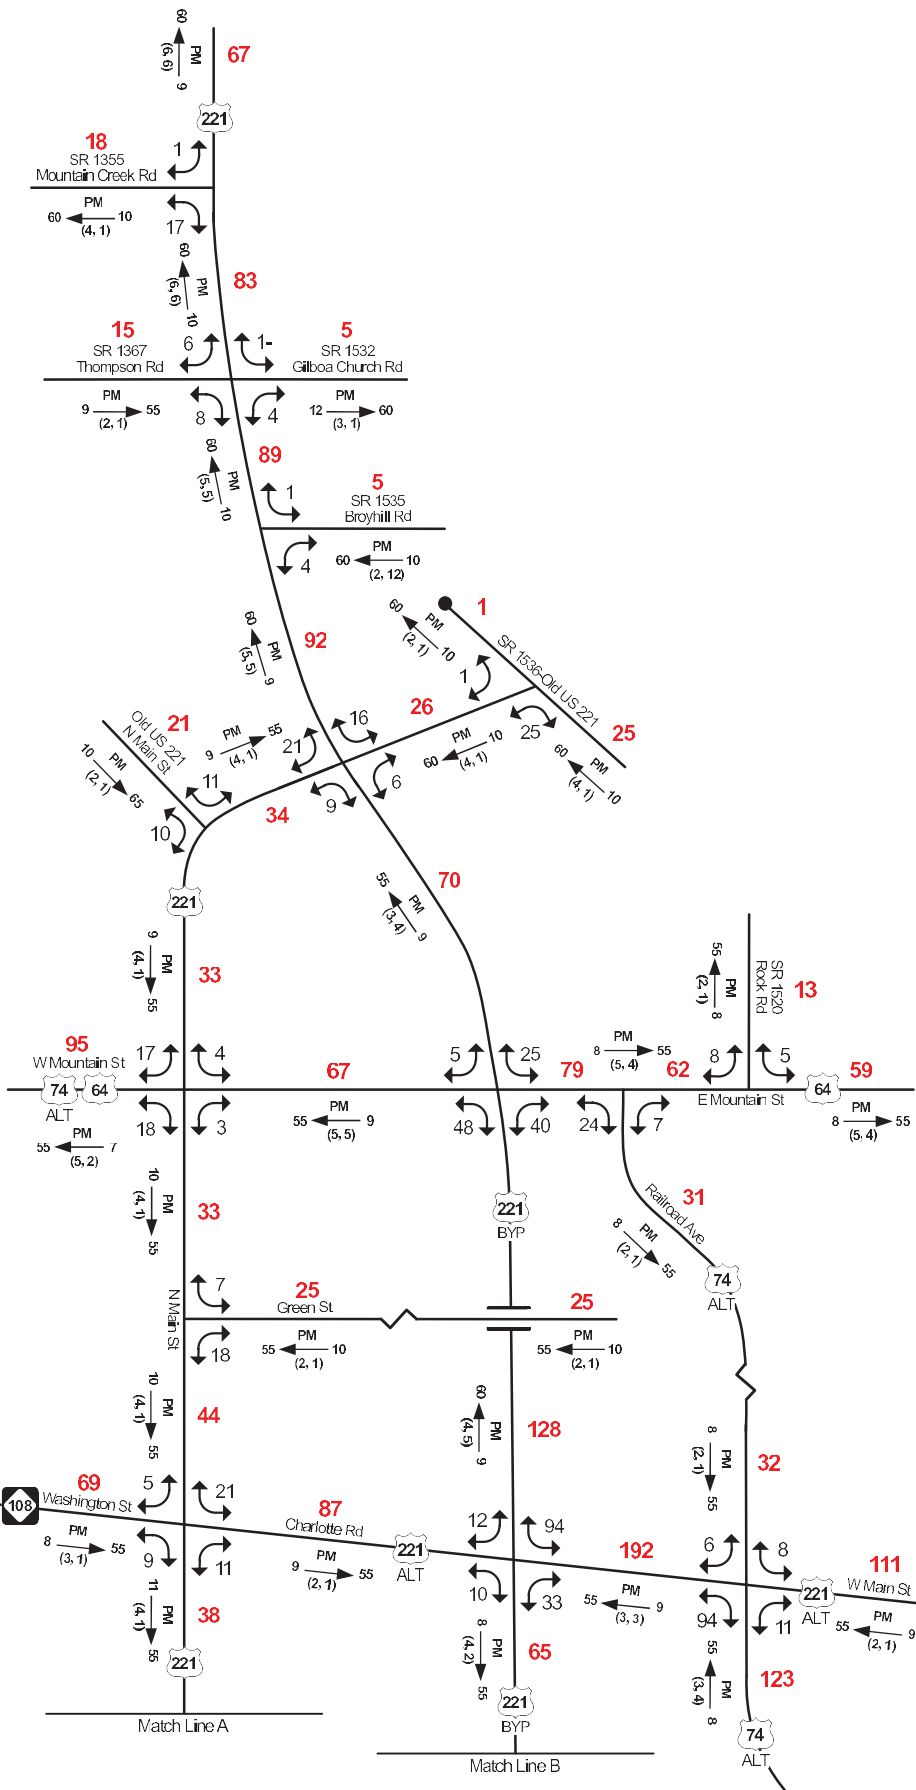 60
PM
(6, 6)
9
67
221
18
SR 1355
Mountain Creek Rd
1
PM
60 10
(4, 1)
17
60
PM
(6, 6)
10
83
15
SR 1367
Thompson Rd
6
1-
5
SR 1532
Gilboa Church Rd
PM
9 55
(2, 1)
8
4
PM
12 60
(3, 1)
60
PM
(5, 5)
10
89
1
5
SR 1535
Broyhill Rd
4
PM
60 10
(2, 12)
60
PM
(5, 5)
9
92
60
PM
(2, 1)
10
1
SR 1536-Old US 221
1
26
25
25
60
PM
(4, 1)
10
21
Old US 221
N Main St
10
PM
(2, 1)
65
11
10
PM
9 55
(4, 1)
21
16
9
6
PM
60 10
(4, 1)
34
221
70
55
PM
(3, 4)
9
9
PM
(4, 1)
55
33
55
PM
(2, 1)
8
SR 1520
Rock Rd
13
95
W Mountain St
74
ALT
64
PM
55 7
(5, 2)
17
4
18
3
67
PM
55 9
(5, 5)
5
25
48
40
79
PM
8 55
(5, 4)
62
24
7
8
5
E Mountain St
64
59
PM
8 55
(5, 4)
10
PM
(4, 1)
55
33
221
BYP
31
Railroad Ave
8
PM
(2, 1)
55
74
ALT
N Main St
7
25
Green St
18
PM
55 10
(2, 1)
25
PM
55 10
(2, 1)
10
PM
(4, 1)
55
44
60
PM
(4, 5)
9
128
8
PM
(2, 1)
55
32
108
69
Washington St
PM
8 55
(3, 1)
5
21
9
11
87
Charlotte Rd
PM
9 55
(2, 1)
221
ALT
12
94
10
33
192
PM
55 9
(3, 3)
6
8
94
11
111
221
ALT
W Main St
PM
55 9
(2, 1)
11
PM
(4, 1)
55
38
221
Match Line A
8
PM
(4, 2)
55
65
221
BYP
Match Line B
55
PM
(3, 4)
8
123
74
ALT